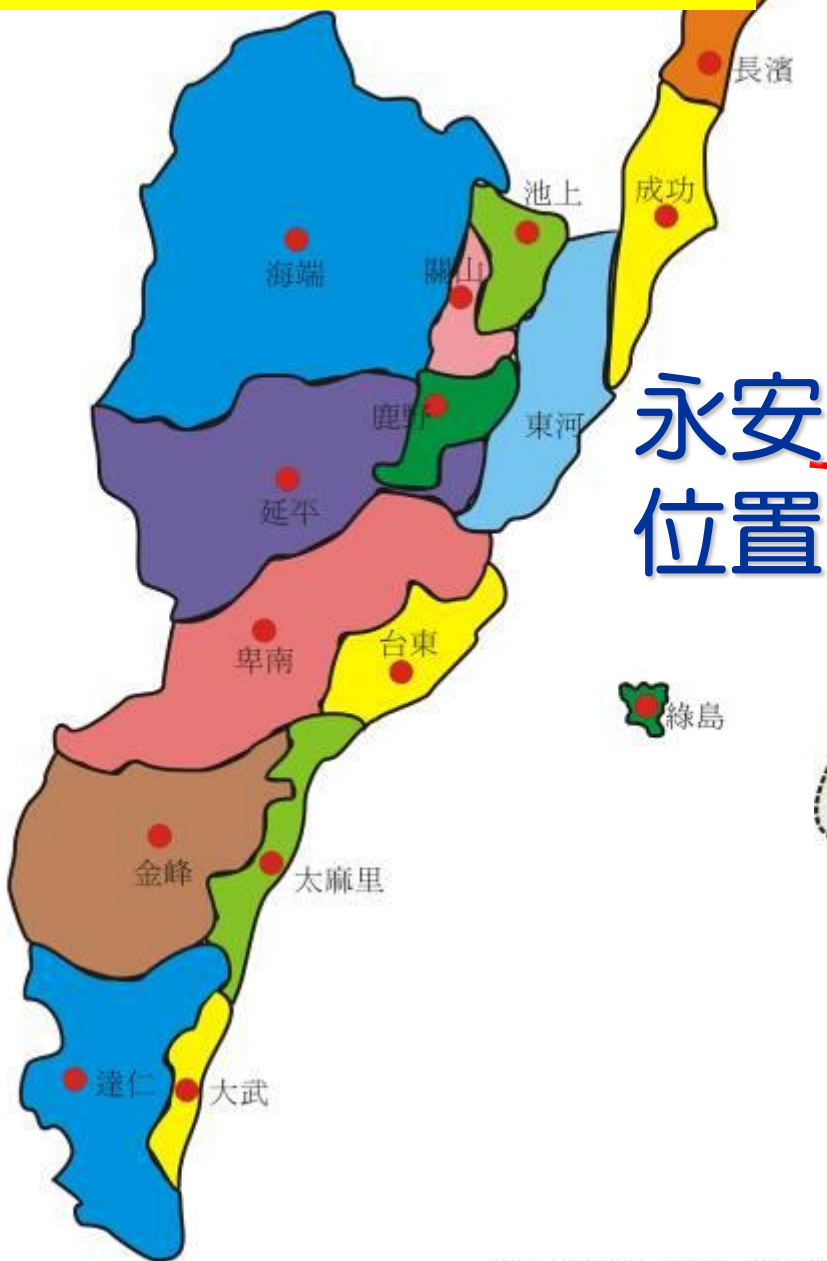 長濱
成功
池上
海端
關山
鹿野
東河
永安
位置
延平
卑南
台東
綠島
金峰
太麻里
達仁
大武